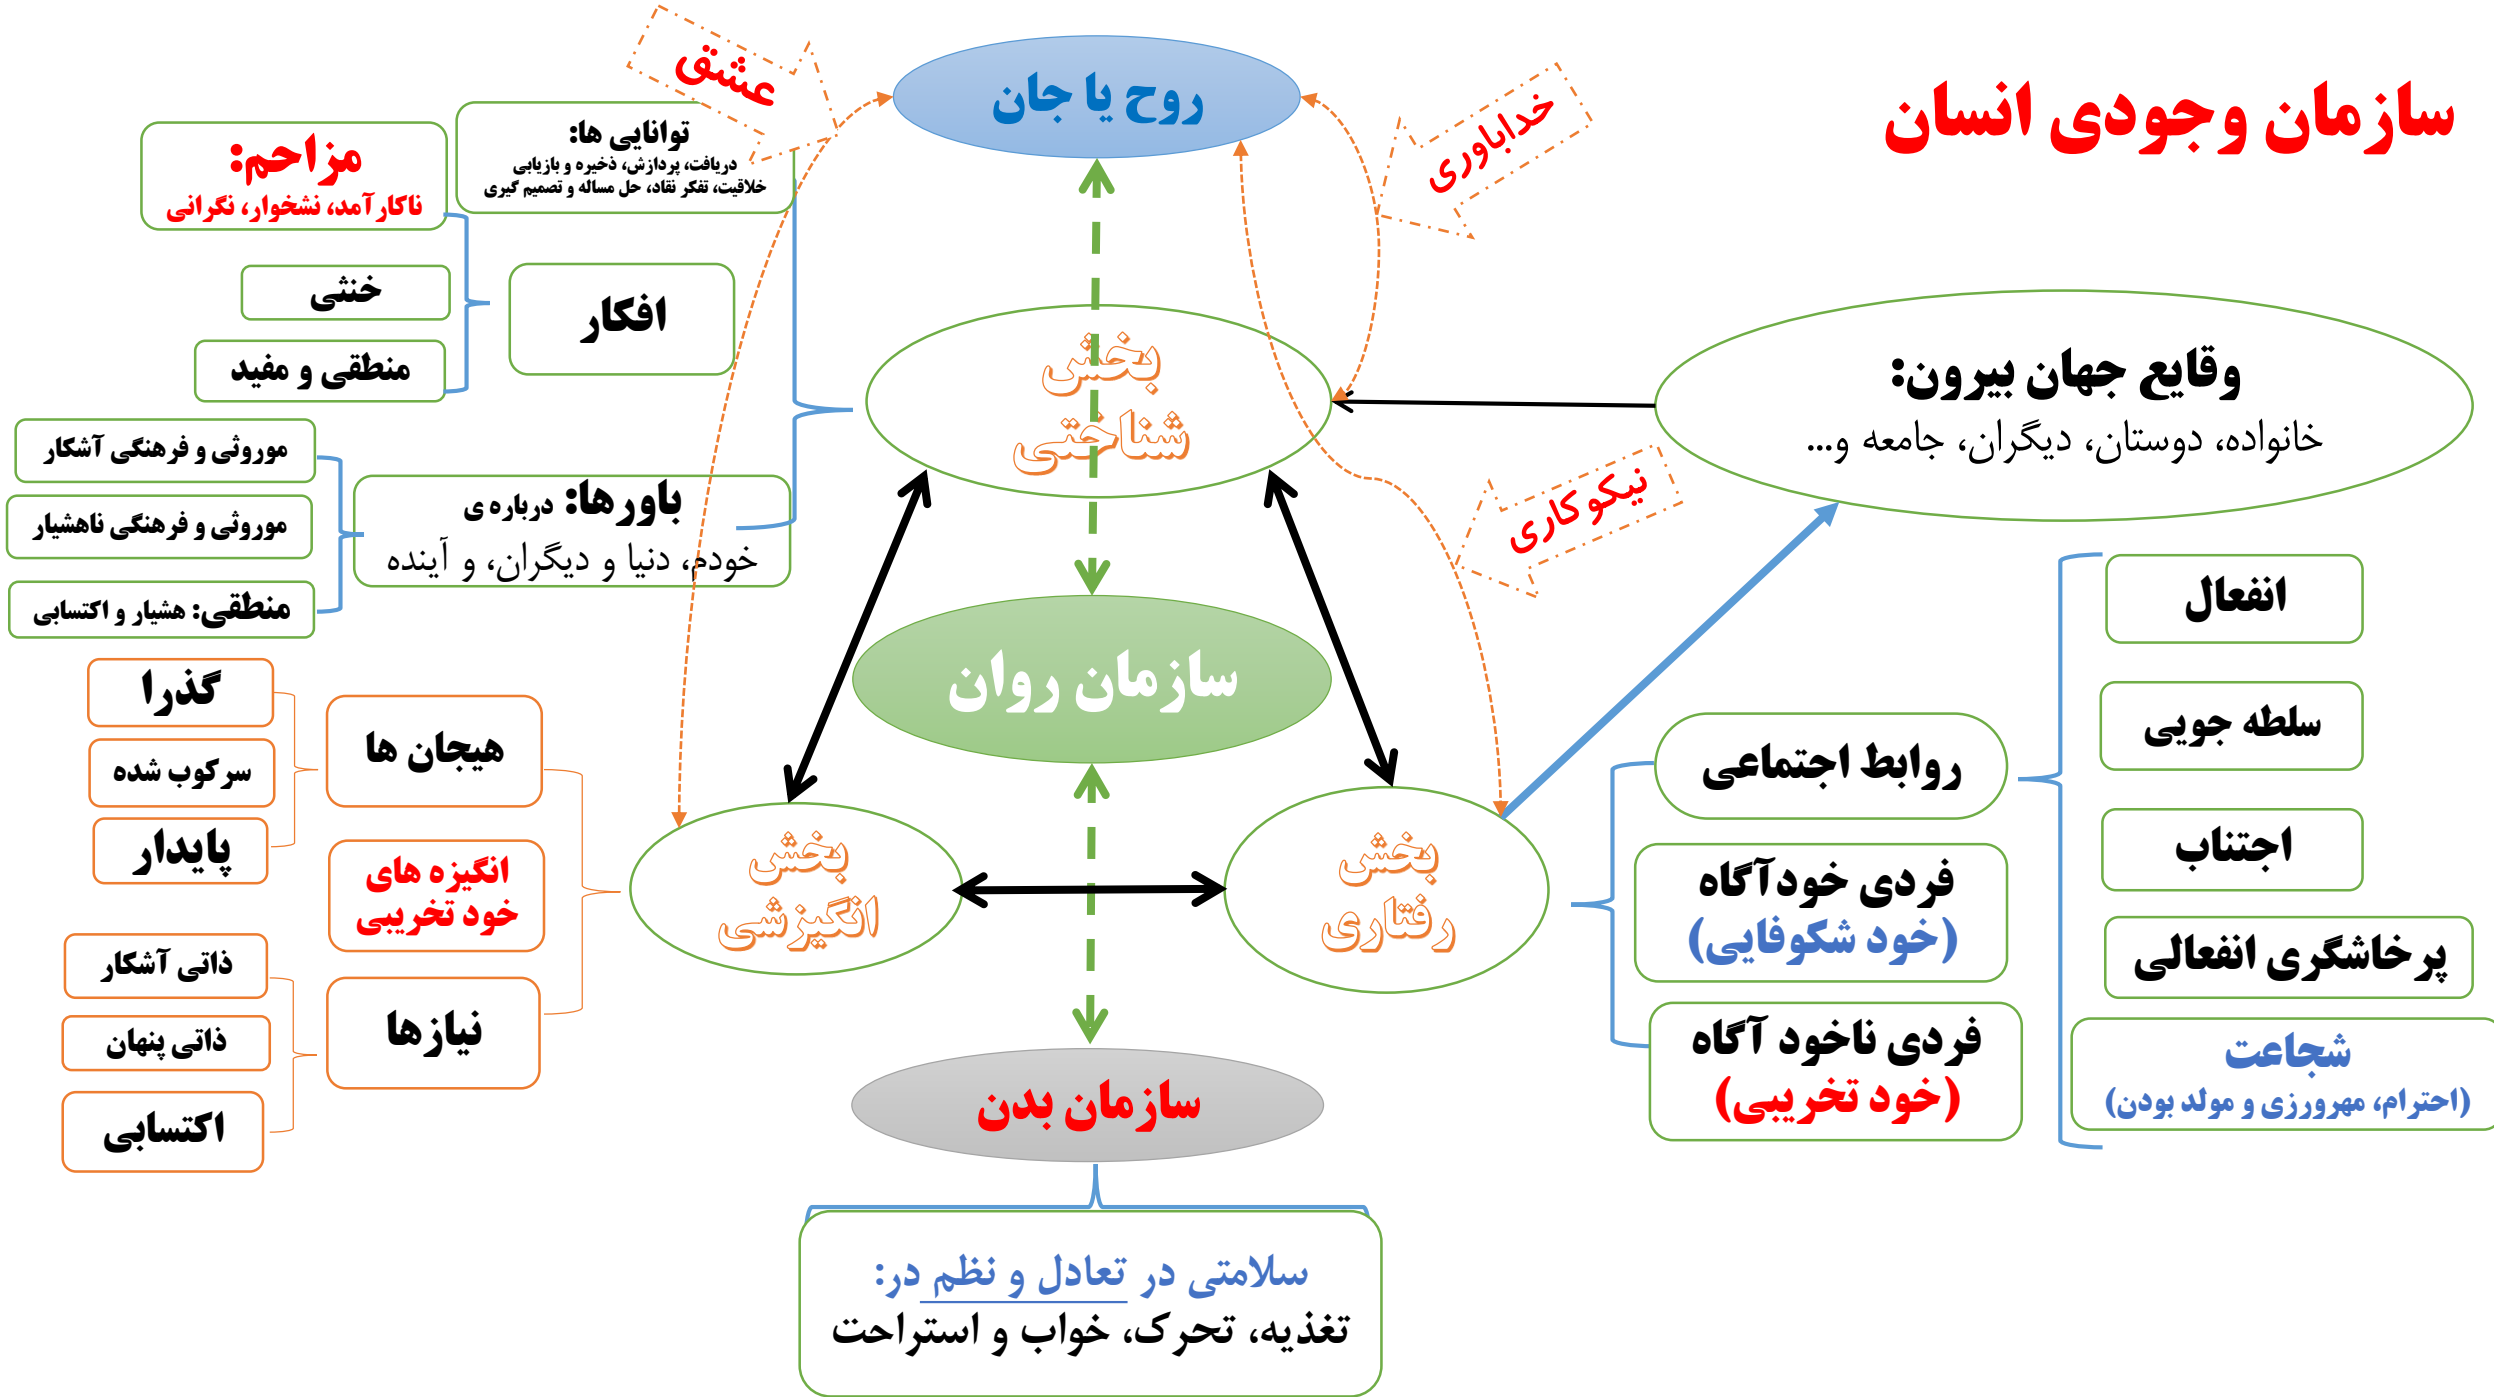 سازمان وجودی انسان
روح یا جان
عشق
خداباوری
نیکوکاری
توانایی ها:
دریافت، پردازش، ذخیره و بازیابی
خلاقیت، تفکر نقاد، حل مساله و تصمیم گیری
مزاحم:
ناکارآمد، نشخوار، نگرانی
خنثی
منطقی و مفید
افکار
بخش
شناختی
وقایع جهان بیرون:
خانواده، دوستان، دیگران، جامعه و...
موروثی و فرهنگی آشکار
موروثی و فرهنگی ناهشیار
منطقی: هشیار و اکتسابی
باورها: درباره ی
خودم، دنیا و دیگران، و آینده
سازمان روان
انفعال
سلطه جویی
اجتناب
پرخاشگری انفعالی
شجاعت
(احترام، مهرورزی و مولد بودن)
روابط اجتماعی
فردی خودآگاه
(خود شکوفایی)
فردی ناخود آگاه
(خود تخریبی)
بخش
رفتاری
بخش
انگیزشی
هیجان ها
انگیزه های
خود تخریبی
نیازها
گذرا
سرکوب شده
پایدار
ذاتی آشکار
ذاتی پنهان
اکتسابی
سازمان بدن
سلامتی در تعادل و نظم در:
تغذیه، تحرک، خواب و استراحت